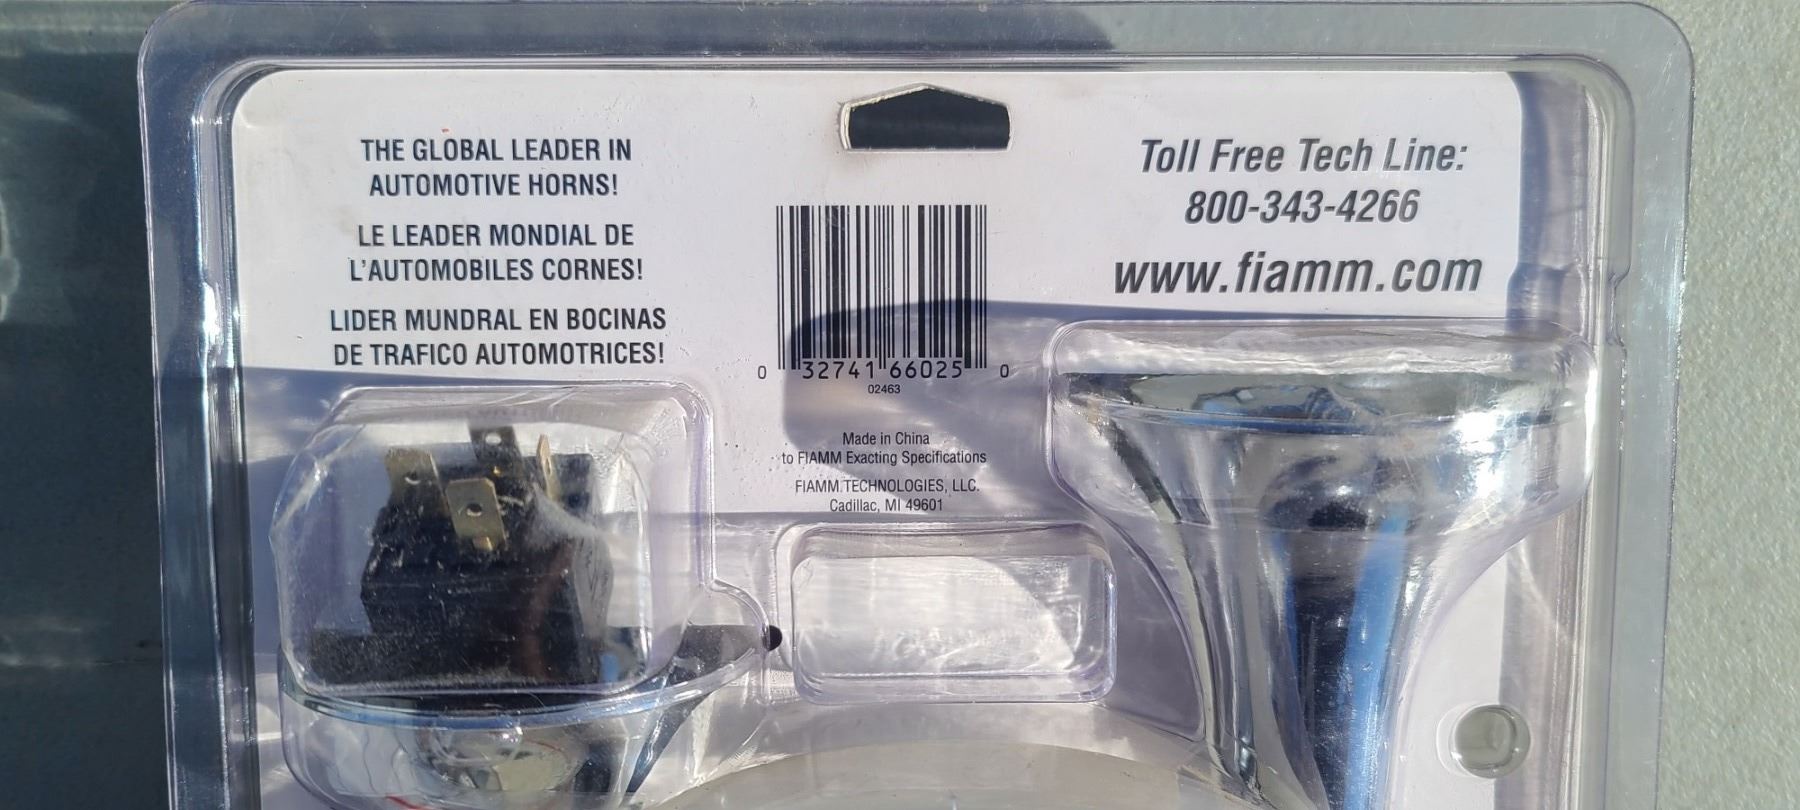 THE GLOBAL LEADER IN
AUTOMOTIVE HORNS!
LE LEADER MONDIAL DE
L'AUTOMOBILES CORNES!
LIDER MUNDRAL EN BOCINAS
DE TRAFICO AUTOMOTRICES!
0 32741 66025 0
02463
Made in China
to FIAMM Exacting Specifications
FIAMM TECHNOLOGIES, LLC.
Cadillac, MI 49601
Toll Free Tech Line:
800-343-4266
www.fiamm.com